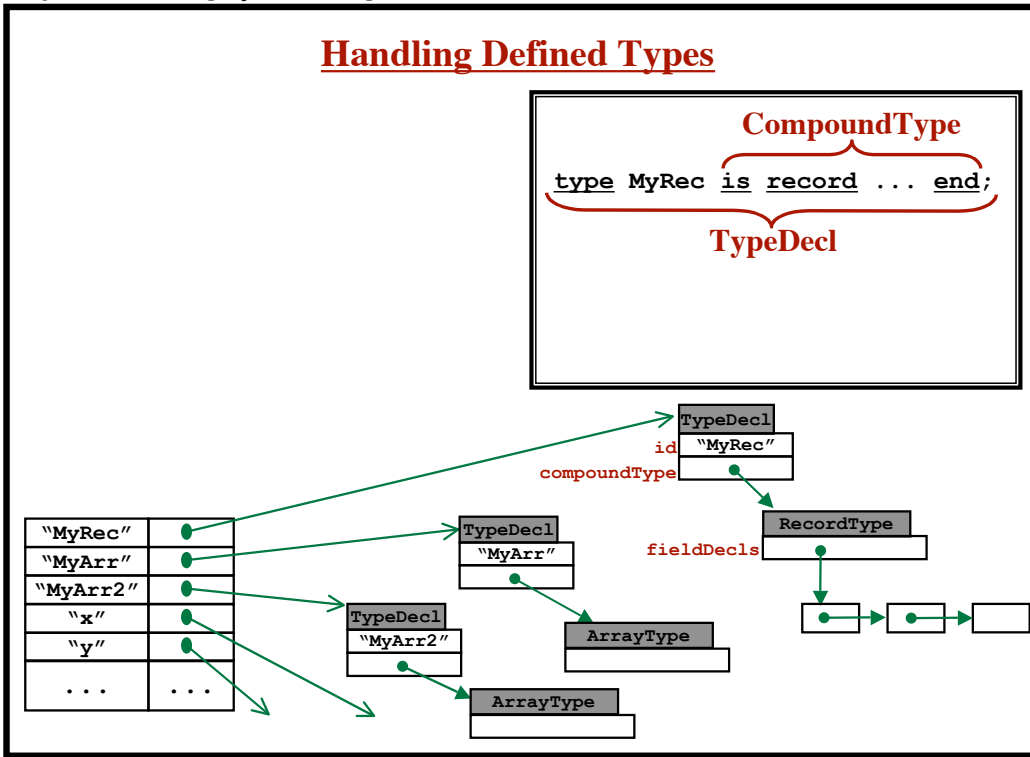 Handling Defined Types
CompoundType
type MyRec is record ... end;
TypeDecl
TypeDecl
id “MyRec”
compoundType
“MyRec”
“MyArr”
“MyArr2”
“x”
“y”
... ...
TypeDecl
“MyArr”
RecordType
fieldDecls
TypeDecl
“MyArr2”
ArrayType
ArrayType